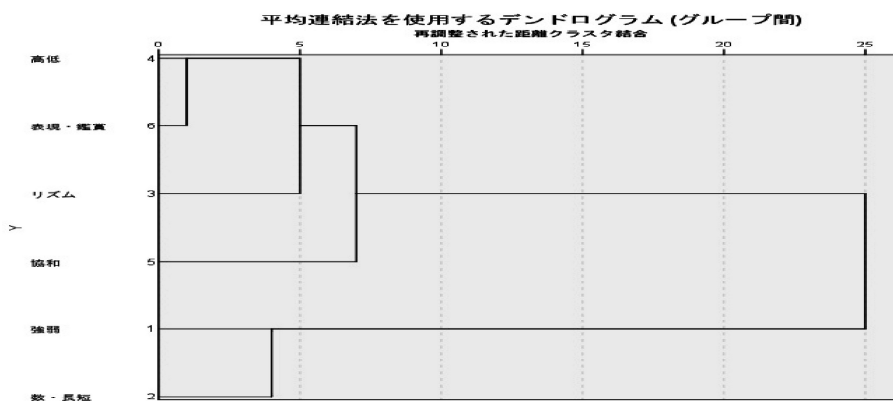 平均連結法を使用するデンドログラム (グループ間)
再調整された距離クラスタ結合
0 5 10 15 20 25
高低 4
表現・鑑賞 6
リズム 3
Y
協和 5
強弱 1
数・長短 2